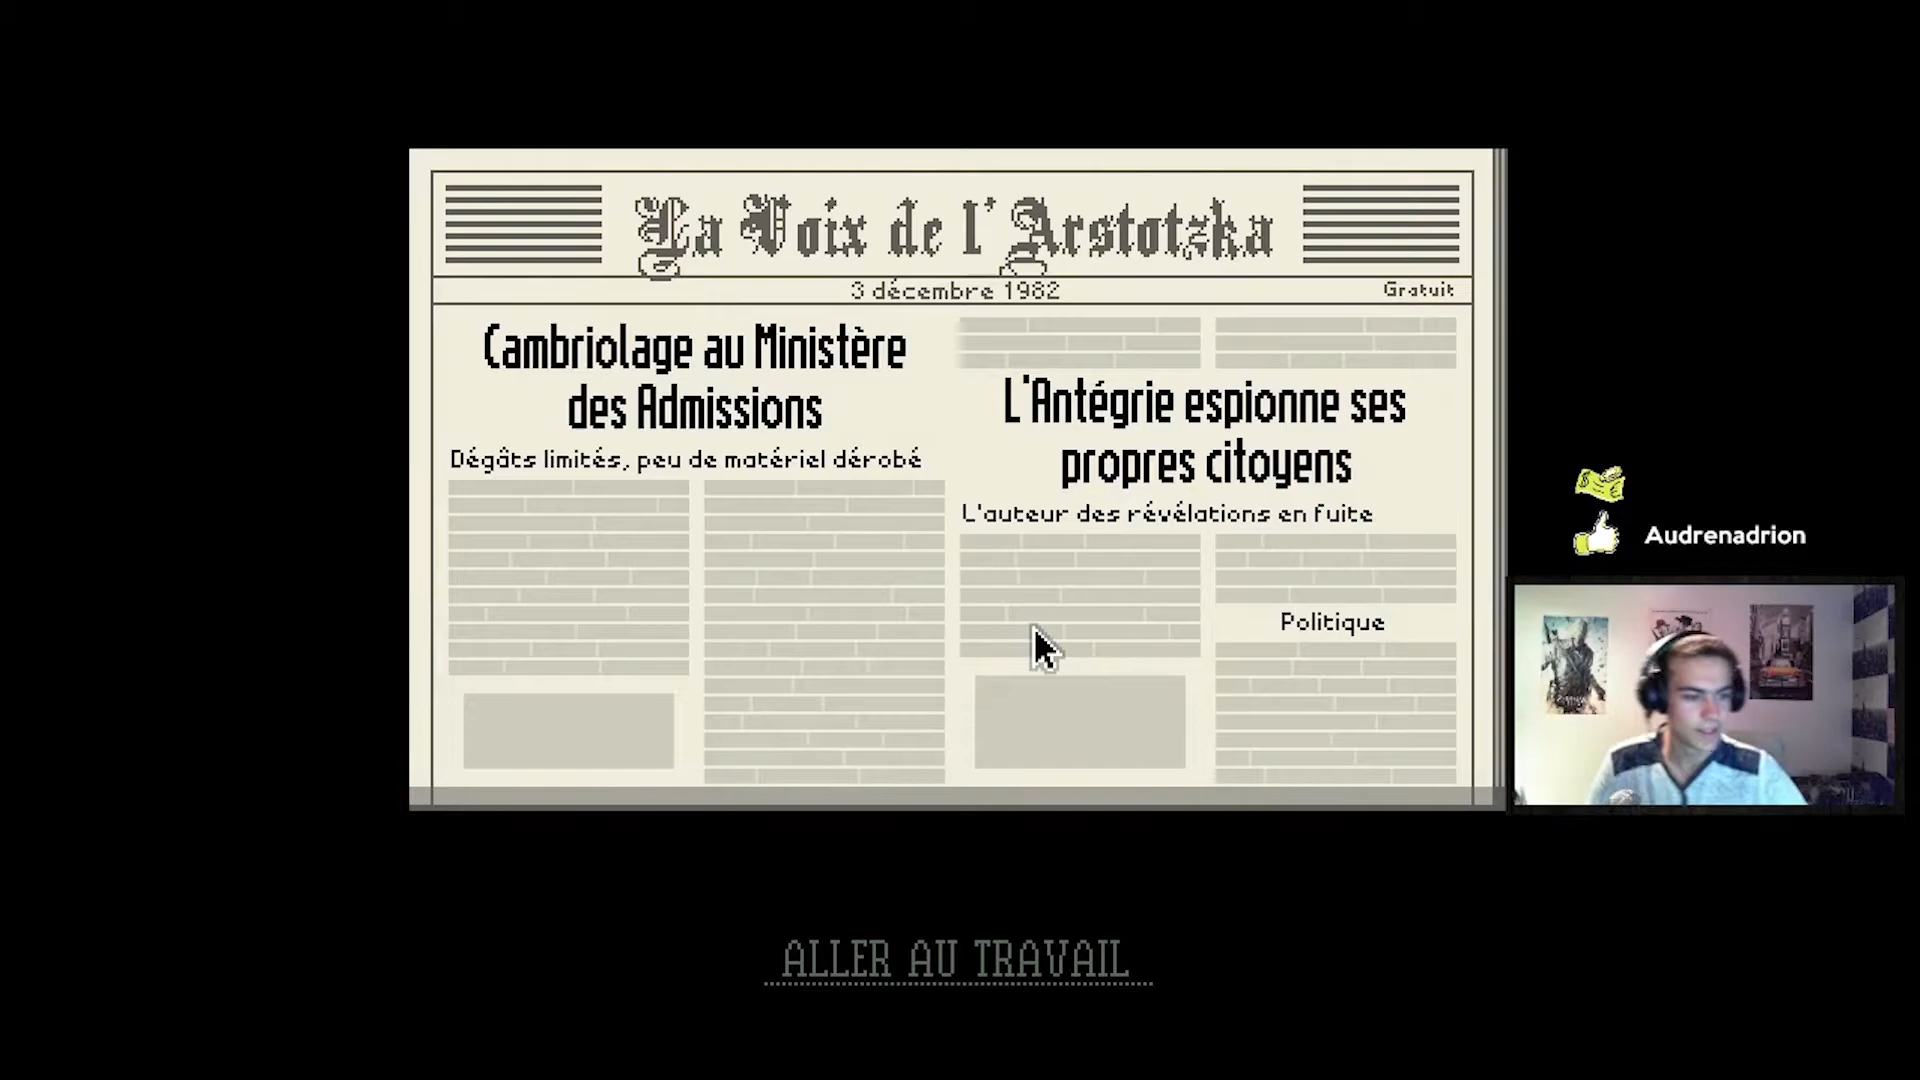 La Voix de l'Arstotzka
3 décembre 1982
Gratuit
Cambriolage au Ministère
des Admissions
Dégâts limités, peu de matériel dérobé
L'Antégrie espionne ses
propres citoyens
L'auteur des révélations en fuite
Politique
Audrenadrion
ALLER AU TRAVAIL